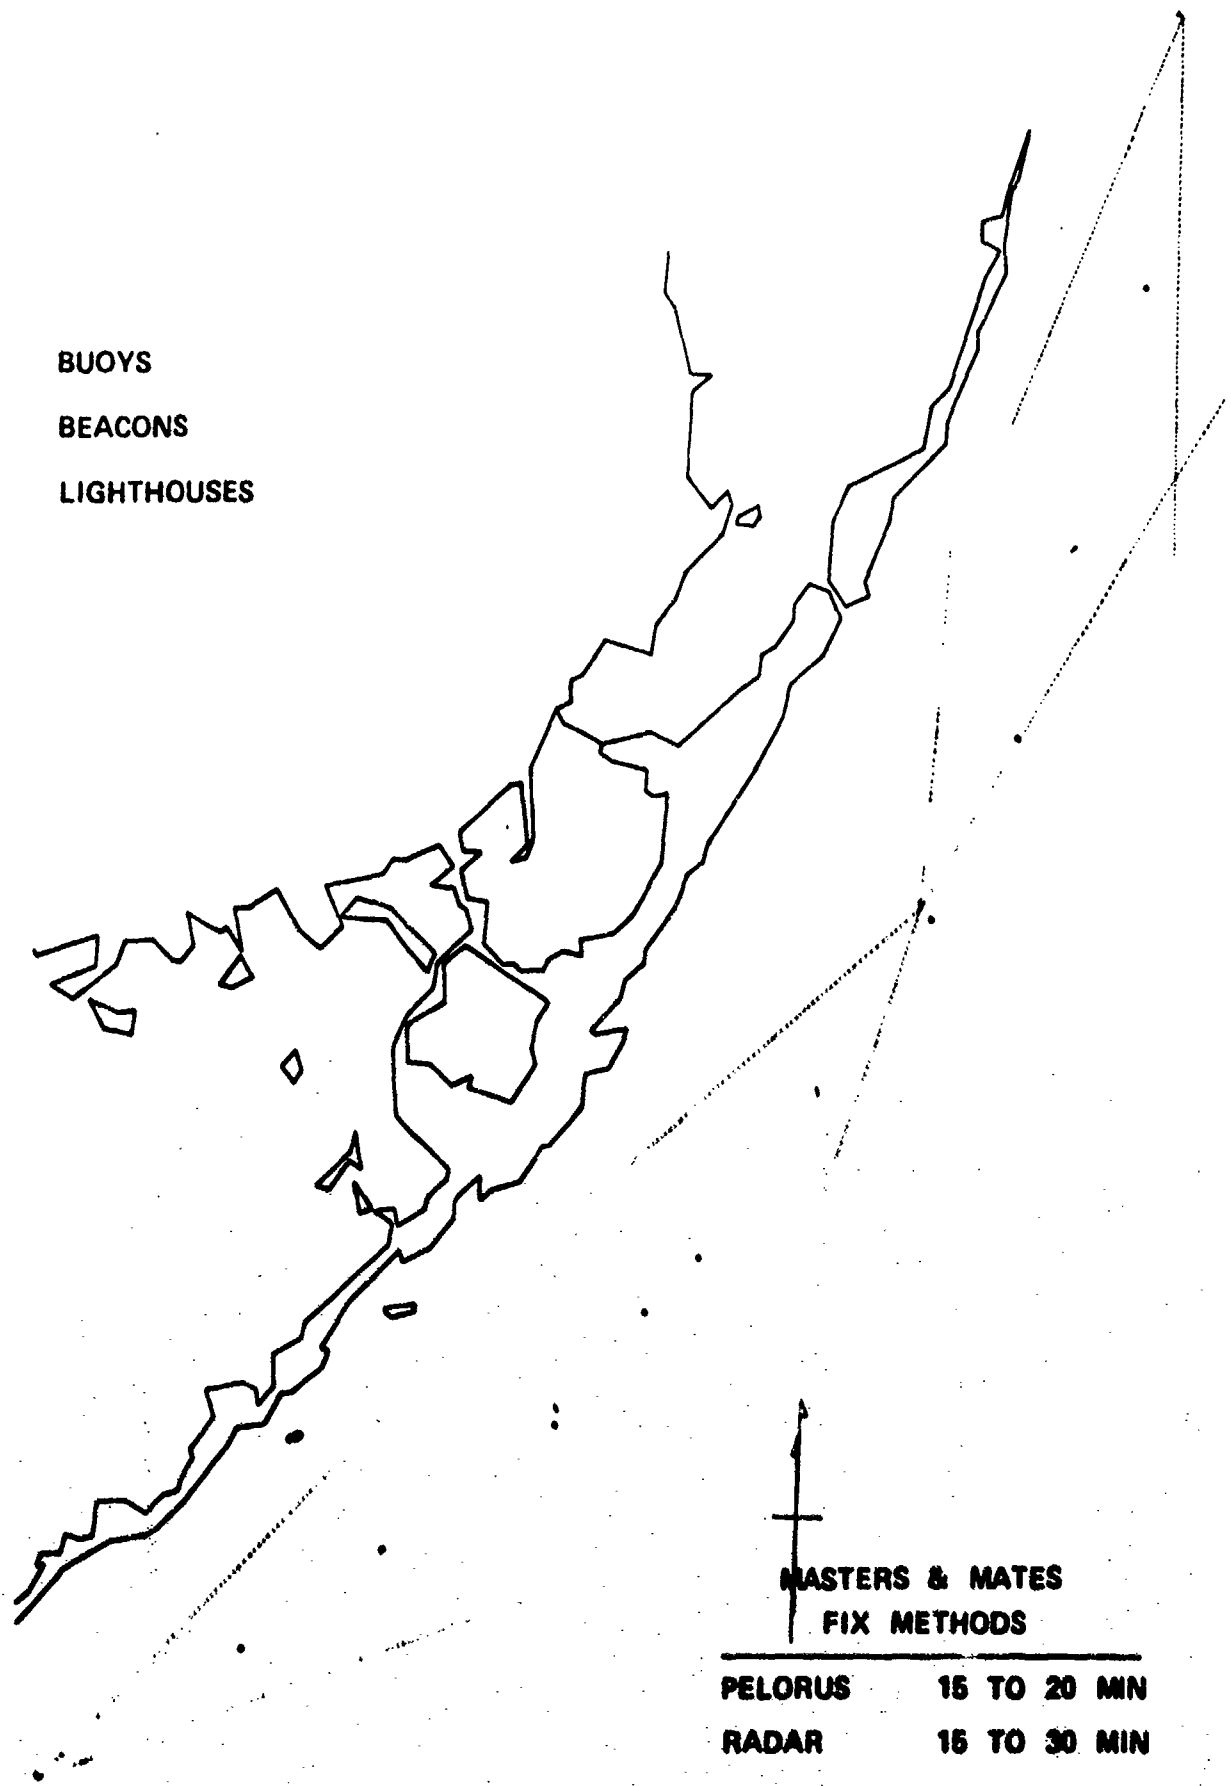 BUOYS
BEACONS
LIGHTHOUSES
MASTERS & MATES
FIX METHODS
PELORUS 15 TO 20 MIN
RADAR 15 TO 30 MIN